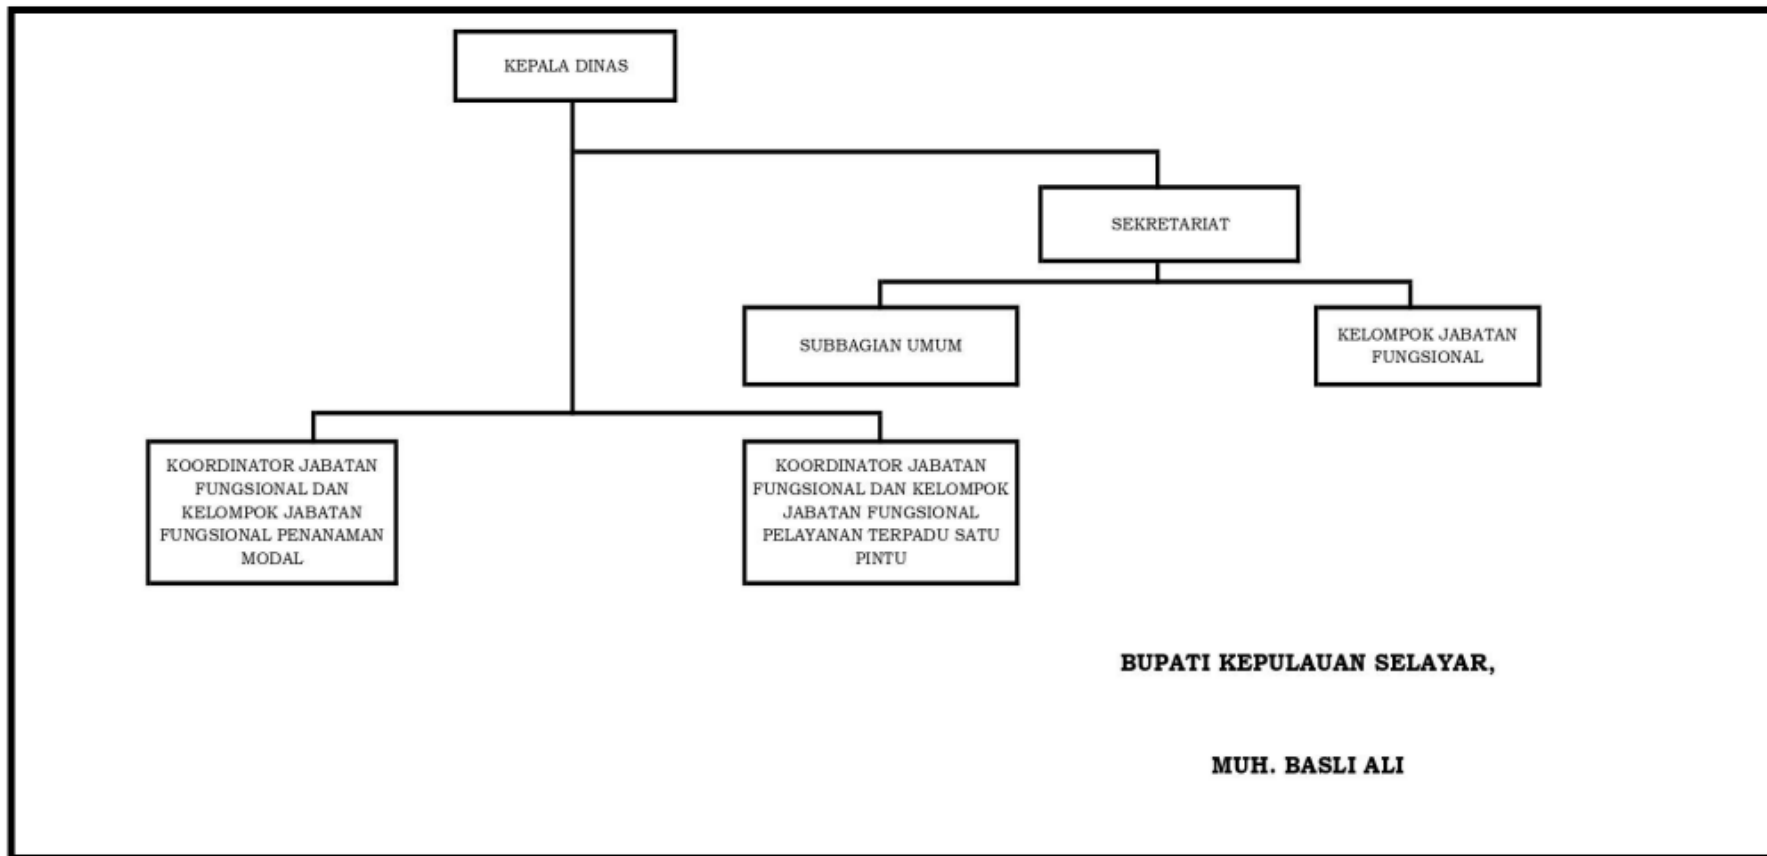 KEPALA DINAS
SEKRETARIAT
SUBBAGIAN UMUM
KELOMPOK JABATAN
FUNGSIONAL
KOORDINATOR JABATAN
FUNGSIONAL DAN
KELOMPOK JABATAN
FUNGSIONAL PENANAMAN
MODAL
KOORDINATOR JABATAN
FUNGSIONAL DAN KELOMPOK
JABATAN FUNGSIONAL
PELAYANAN TERPADU SATU
PINTU
BUPATI KEPULAUAN SELAYAR,
MUH. BASLI ALI